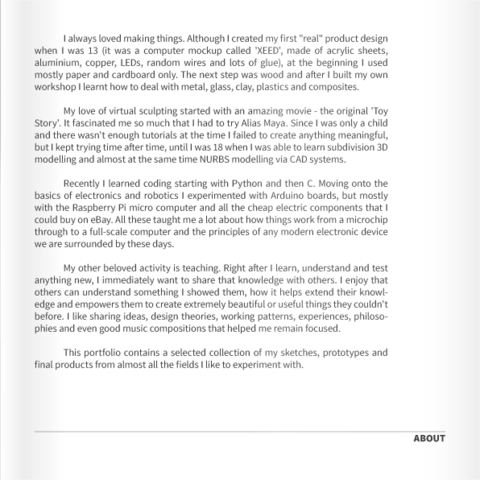 I always loved making things. Although I created my first "real" product design
when I was 13 (it was a computer mockup called 'XEED', made of acrylic sheets,
aluminium, copper, LEDs, random wires and lots of glue), at the beginning I used
mostly paper and cardboard only. The next step was wood and after I built my own
workshop I learnt how to deal with metal, glass, clay, plastics and composites.
My love of virtual sculpting started with an amazing movie - the original 'Toy
Story'. It fascinated me so much that I had to try Alias Maya. Since I was only a child
and there wasn't enough tutorials at the time I failed to create anything meaningful,
but I kept trying time after time, until I was 18 when I was able to learn subdivision 3D
modelling and almost at the same time NURBS modelling via CAD systems.
Recently I learned coding starting with Python and then C. Moving onto the
basics of electronics and robotics I experimented with Arduino boards, but mostly
with the Raspberry Pi micro computer and all the cheap electric components that I
could buy on eBay. All these taught me a lot about how things work from a microchip
through to a full-scale computer and the principles of any modern electronic device
we are surrounded by these days.
My other beloved activity is teaching. Right after I learn, understand and test
anything new, I immediately want to share that knowledge with others. I enjoy that
others can understand something I showed them, how it helps extend their knowl-
edge and empowers them to create extremely beautiful or useful things they couldn't
before. I like sharing ideas, design theories, working patterns, experiences, philoso-
phies and even good music compositions that helped me remain focused.
This portfolio contains a selected collection of my sketches, prototypes and
final products from almost all the fields I like to experiment with.
ABOUT